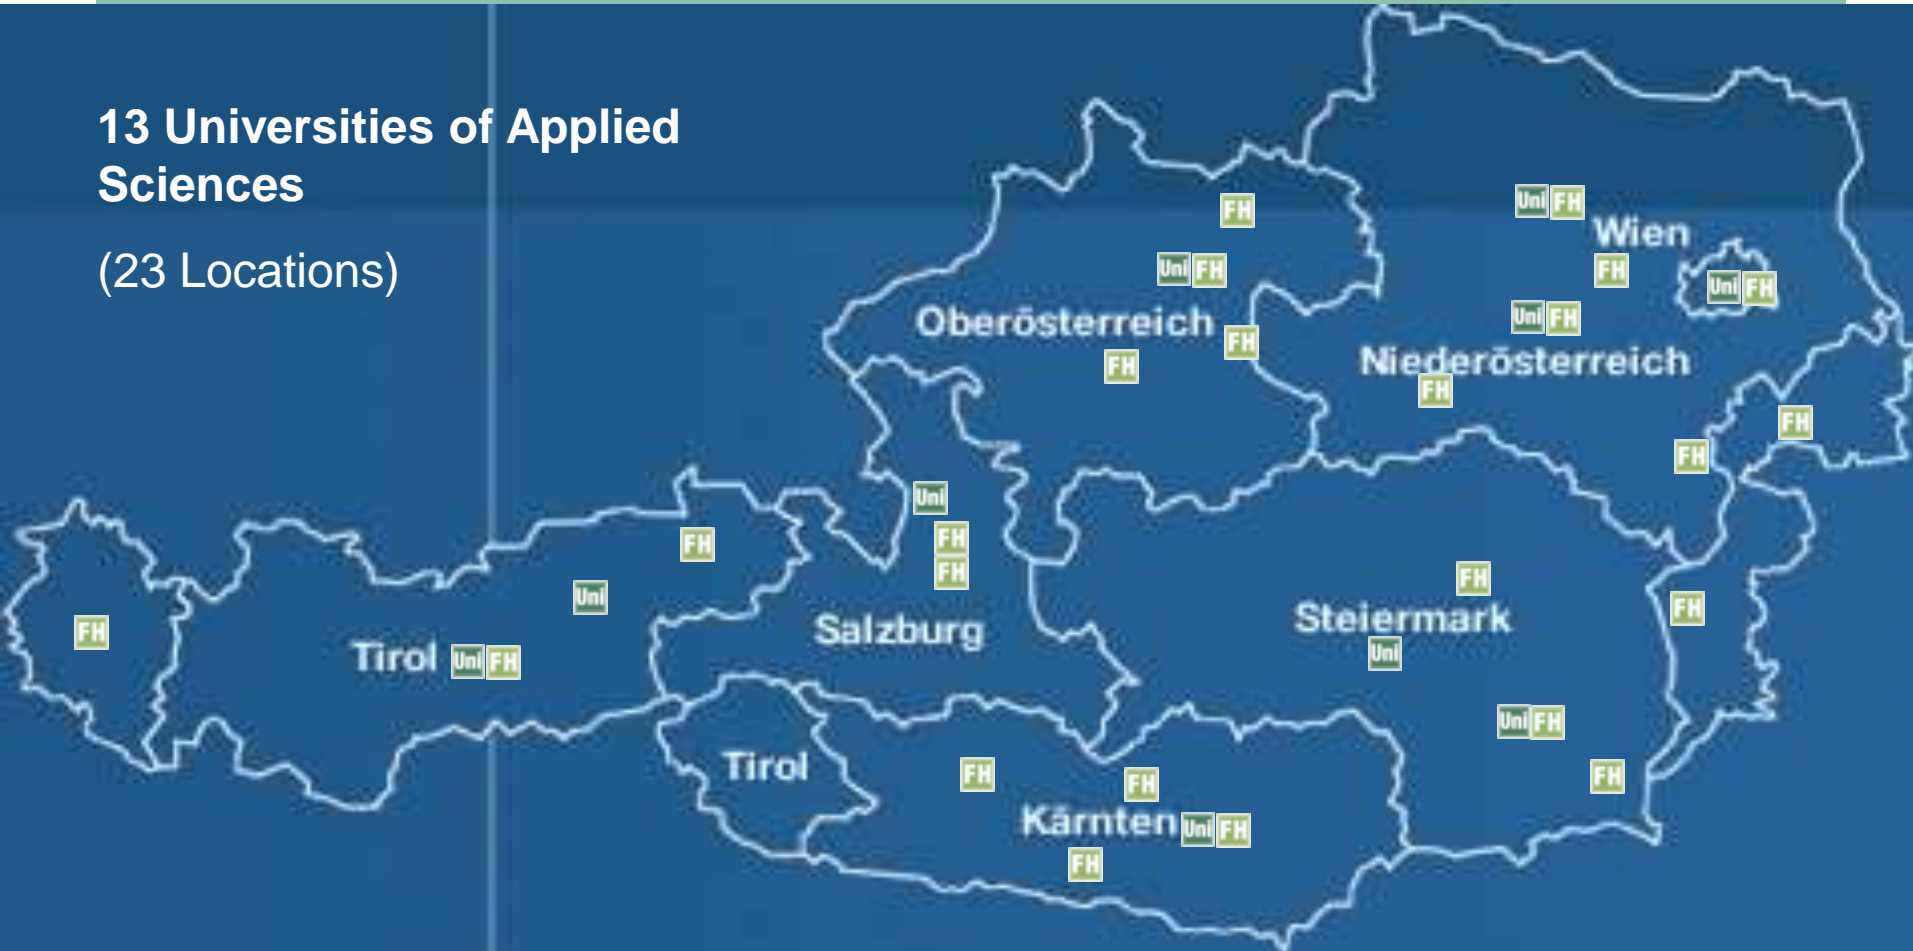 13 Universities of Applied
Sciences
(23 Locations)
FH
Uni FH
Wien
FH
Uni FH
Uni FH
Oberösterreich
Uni FH
FH
Niederösterreich
FH
FH
FH
FH
Uni
FH
FH
FH
FH
Uni
FH
FH
Salzburg
Steiermark
Uni
Tirol Uni FH
Uni FH
Tirol
FH
FH
FH
Kärnten Uni FH
FH